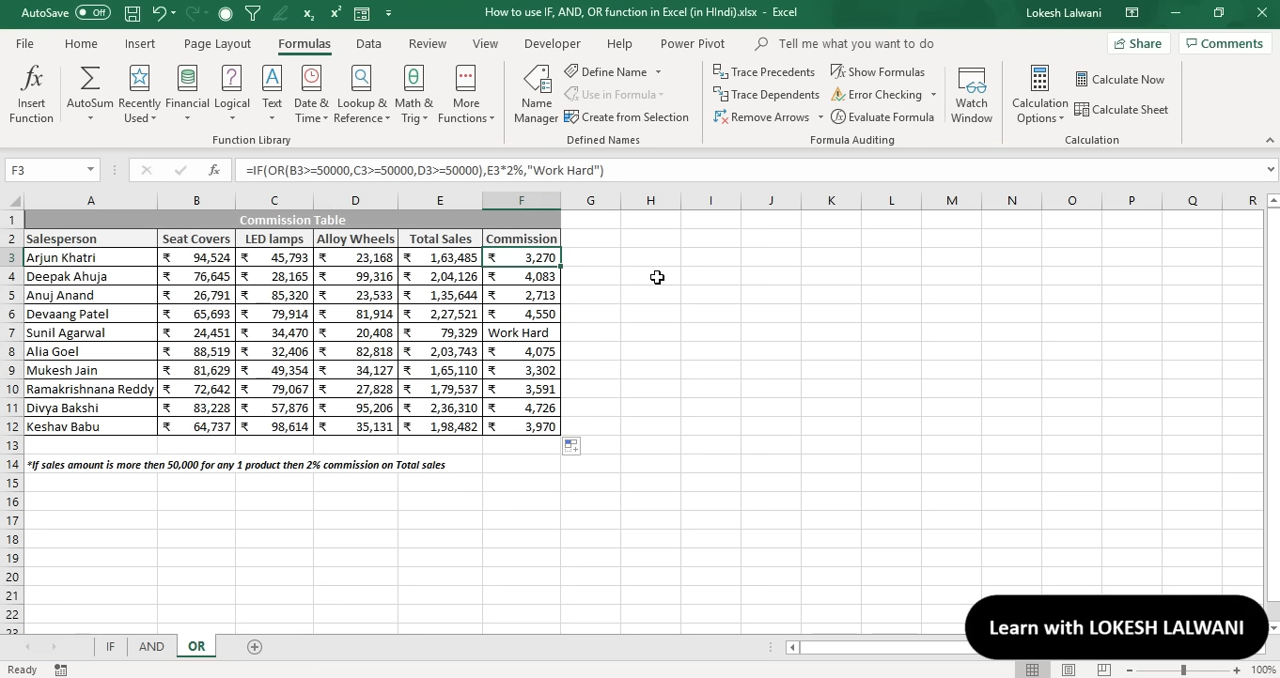 AutoSave Off How to use IF, AND, OR function in Excel (in HIndi).xlsx - Excel Lokesh Lalwani
File Home Insert Page Layout Formulas Data Review View Developer Help Power Pivot Tell me what you want to do Share Comments
Insert Function AutoSum Recently Used Financial Logical Text Date & Time Lookup & Reference Math & Trig More Functions
Function Library
Name Manager Define Name Use in Formula Create from Selection
Defined Names
Trace Precedents Trace Dependents Remove Arrows Show Formulas Error Checking Evaluate Formula Watch Window
Formula Auditing
Calculation Options Calculate Now Calculate Sheet
Calculation
F3 fx =IF(OR(B3>=50000,C3>=50000,D3>=50000),E3*2%,"Work Hard")
A B C D E F G H I J K L M N O P Q R
1 Commission Table
2 Salesperson Seat Covers LED lamps Alloy Wheels Total Sales Commission
3 Arjun Khatri ₹ 94,524 ₹ 45,793 ₹ 23,168 ₹ 1,63,485 ₹ 3,270
4 Deepak Ahuja ₹ 76,645 ₹ 28,165 ₹ 99,316 ₹ 2,04,126 ₹ 4,083
5 Anuj Anand ₹ 26,791 ₹ 85,320 ₹ 23,533 ₹ 1,35,644 ₹ 2,713
6 Devaang Patel ₹ 65,693 ₹ 79,914 ₹ 81,914 ₹ 2,27,521 ₹ 4,550
7 Sunil Agarwal ₹ 24,451 ₹ 34,470 ₹ 20,408 ₹ 79,329 Work Hard
8 Alia Goel ₹ 88,519 ₹ 32,406 ₹ 82,818 ₹ 2,03,743 ₹ 4,075
9 Mukesh Jain ₹ 81,629 ₹ 49,354 ₹ 34,127 ₹ 1,65,110 ₹ 3,302
10 Ramakrishnana Reddy ₹ 72,642 ₹ 79,067 ₹ 27,828 ₹ 1,79,537 ₹ 3,591
11 Divya Bakshi ₹ 83,228 ₹ 57,876 ₹ 95,206 ₹ 2,36,310 ₹ 4,726
12 Keshav Babu ₹ 64,737 ₹ 98,614 ₹ 35,131 ₹ 1,98,482 ₹ 3,970
13
14 *If sales amount is more then 50,000 for any 1 product then 2% commission on Total sales
15
16
17
18
19
20
21
22
23
Learn with LOKESH LALWANI
IF AND OR
Ready 100%